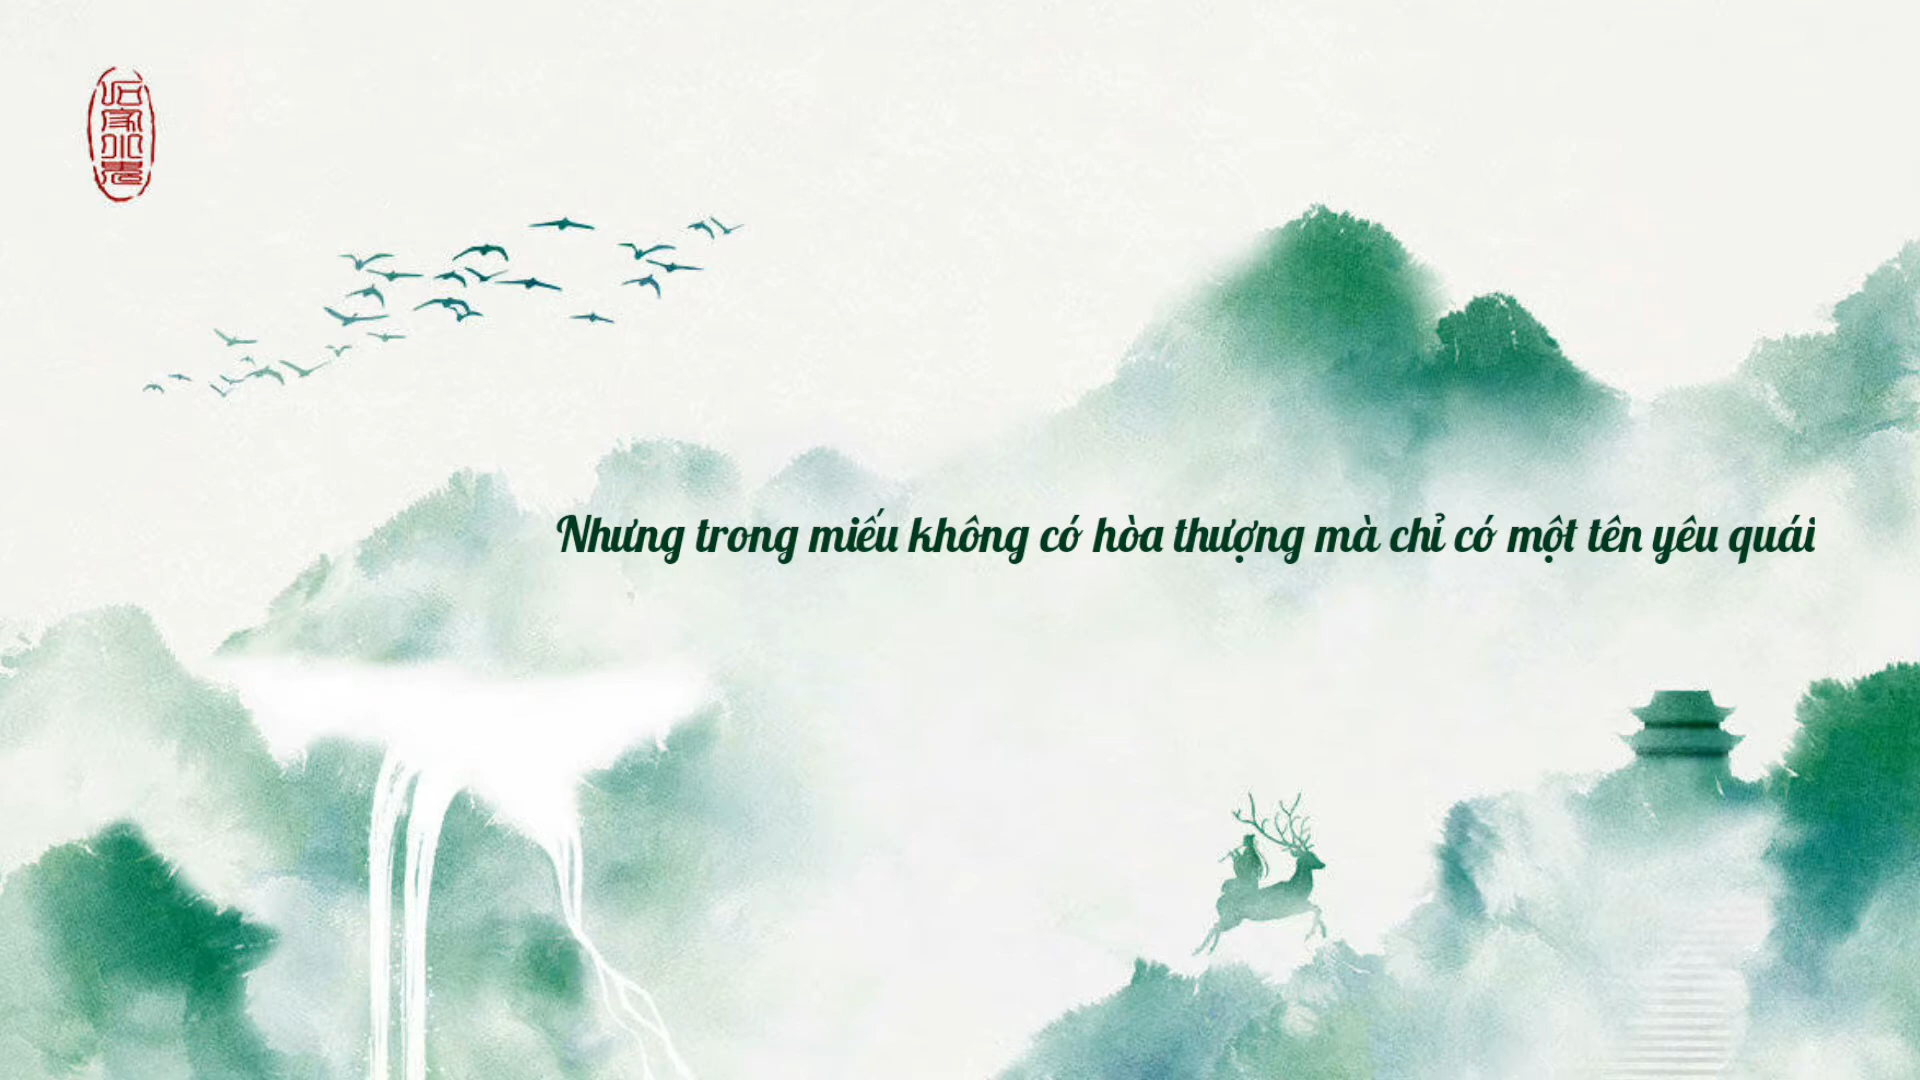 Nhưng trong miếu không có hòa thượng mà chỉ có một tên yêu quái